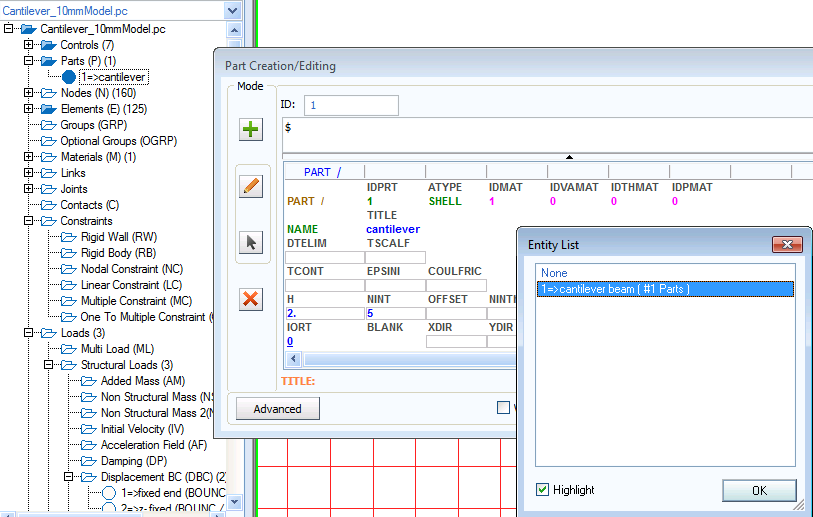 Cantilever_10mmModel.pc
Cantilever_10mmModel.pc
Controls (7)
Parts (P) (1)
1=>cantilever
Nodes (N) (160)
Elements (E) (125)
Groups (GRP)
Optional Groups (OGRP)
Materials (M) (1)
Links
Joints
Contacts (C)
Constraints
Rigid Wall (RW)
Rigid Body (RB)
Nodal Constraint (NC)
Linear Constraint (LC)
Multiple Constraint (MC)
One To Multiple Constraint (
Loads (3)
Multi Load (ML)
Structural Loads (3)
Added Mass (AM)
Non Structural Mass (NS
Non Structural Mass 2(N
Initial Velocity (IV)
Acceleration Field (AF)
Damping (DP)
Displacement BC (DBC) (2)
1=>fixed end (BOUNC
2=>z-fixed (BOUNC /
Part Creation/Editing
Mode
ID: 1
$
PART /
IDPRT ATYPE IDMAT IDVAMAT IDTHMAT IDPMAT
PART / 1 SHELL 1 0 0 0
TITLE
NAME cantilever
DTELIM TSCALF
TCONT EPSINI COULFRIC
H NINT OFFSET NINTH
2. 5
IORT BLANK XDIR YDIR
0
TITLE:
Advanced
Entity List
None
1=>cantilever beam ( #1 Parts )
Highlight
OK